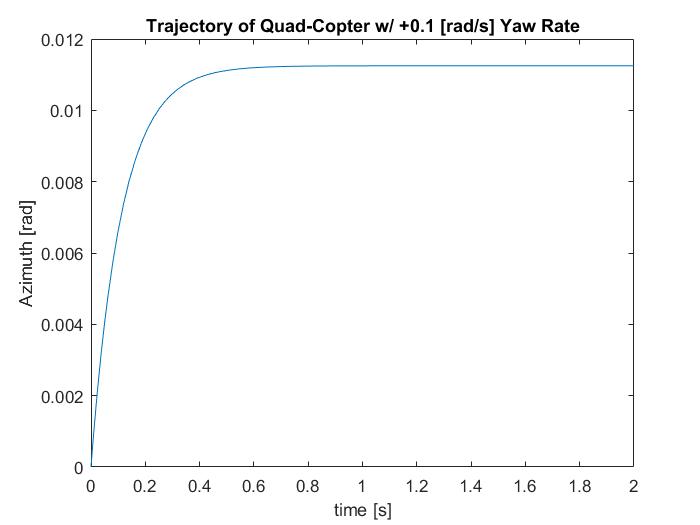 Trajectory of Quad-Copter w/ +0.1 [rad/s] Yaw Rate
0.012
0.01
0.008
0.006
0.004
0.002
0
Azimuth [rad]
0 0.2 0.4 0.6 0.8 1 1.2 1.4 1.6 1.8 2
time [s]